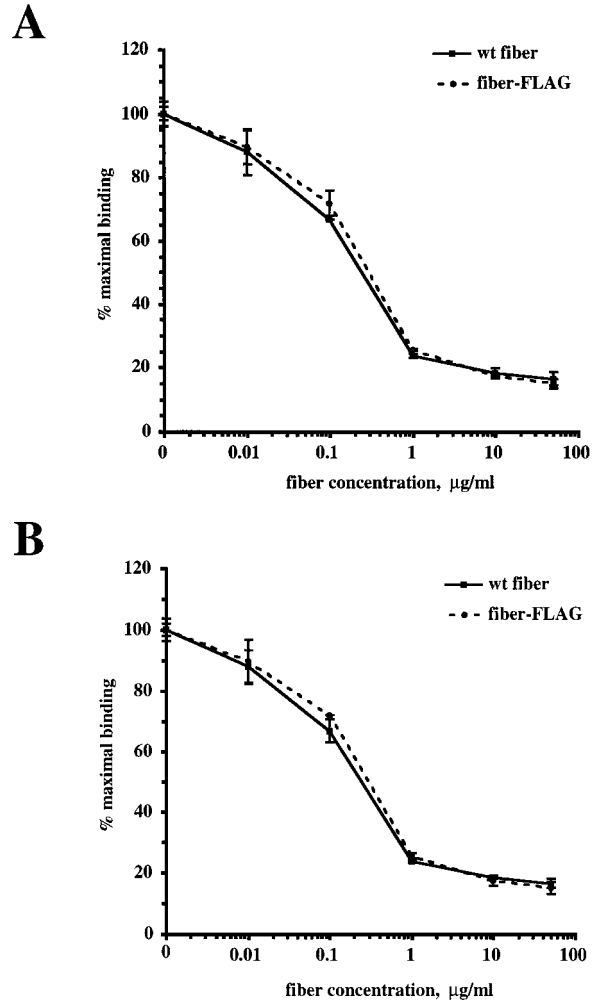 A
120
100
80
60
40
20
0
% maximal binding
wt fiber
fiber-FLAG
0 0.01 0.1 1 10 100
fiber concentration, μg/ml
B
120
100
80
60
40
20
0
% maximal binding
wt fiber
fiber-FLAG
0 0.01 0.1 1 10 100
fiber concentration, μg/ml